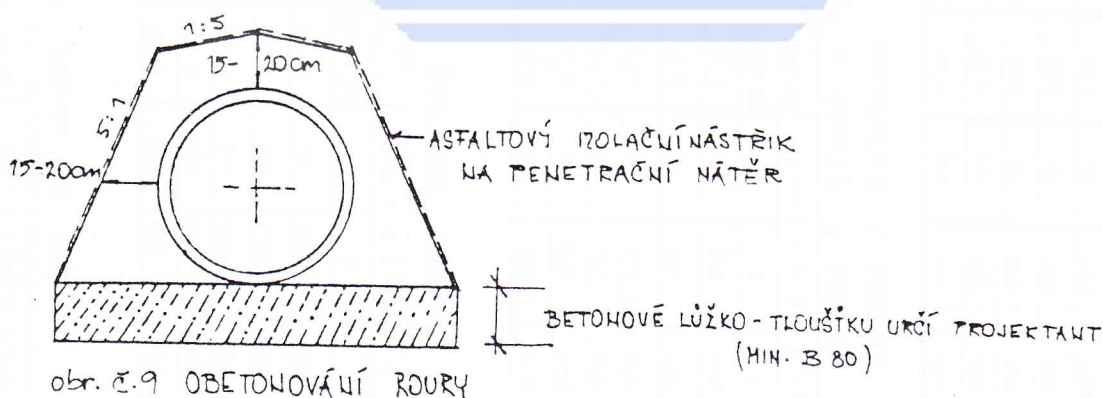 1:5
15- 20cm
5:1
15-20cm
ASFALTOVÝ IZOLAČNÍ NÁSTŘIK
NA PENETRAČNÍ NÁTĚR
BETONOVÉ LŮŽKO - TLOUŠŤKU URČÍ PROJEKTANT
(MIN. B 80)
obr. č.9 OBETONOVÁNÍ ROURY